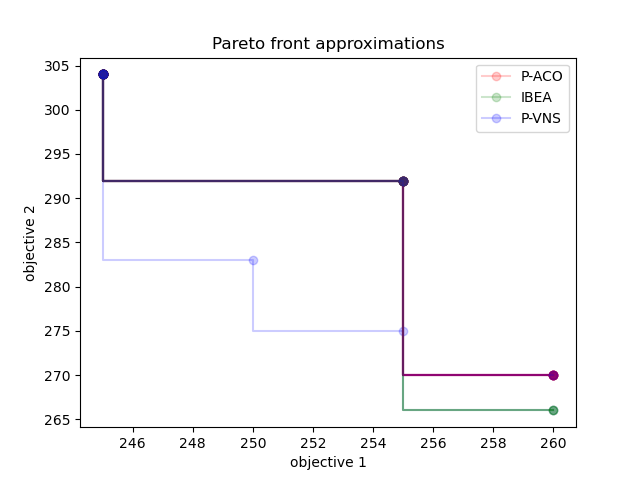 Pareto front approximations
objective 2
305
300
295
290
285
280
275
270
265
P-ACO
IBEA
P-VNS
246 248 250 252 254 256 258 260
objective 1